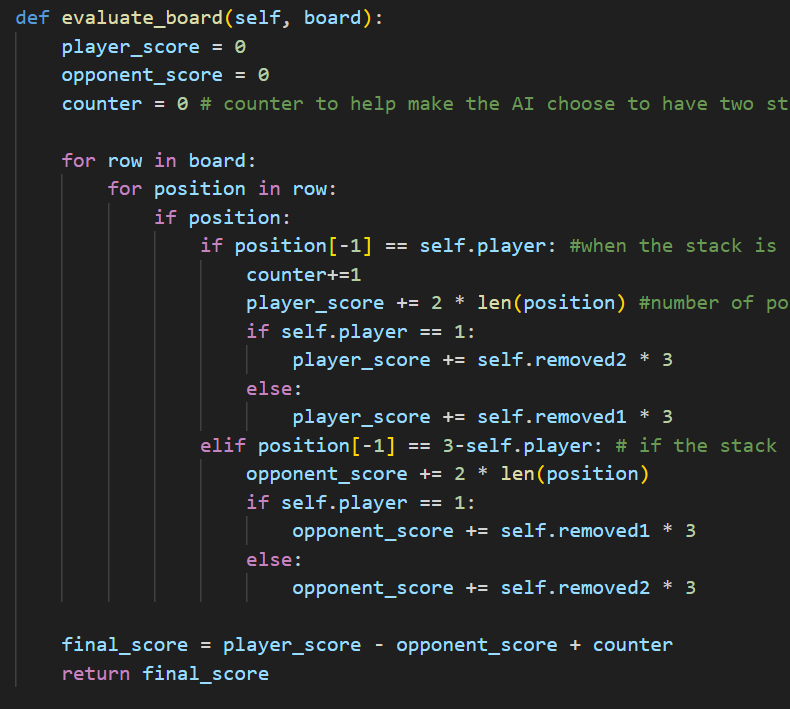 def evaluate_board(self, board):
    player_score = 0
    opponent_score = 0
    counter = 0 # counter to help make the AI choose to have two st

    for row in board:
        for position in row:
            if position:
                if position[-1] == self.player: #when the stack is
                    counter+=1
                    player_score += 2 * len(position) #number of po
                    if self.player == 1:
                        player_score += self.removed2 * 3
                    else:
                        player_score += self.removed1 * 3
                elif position[-1] == 3-self.player: # if the stack
                    opponent_score += 2 * len(position)
                    if self.player == 1:
                        opponent_score += self.removed1 * 3
                    else:
                        opponent_score += self.removed2 * 3

    final_score = player_score - opponent_score + counter
    return final_score